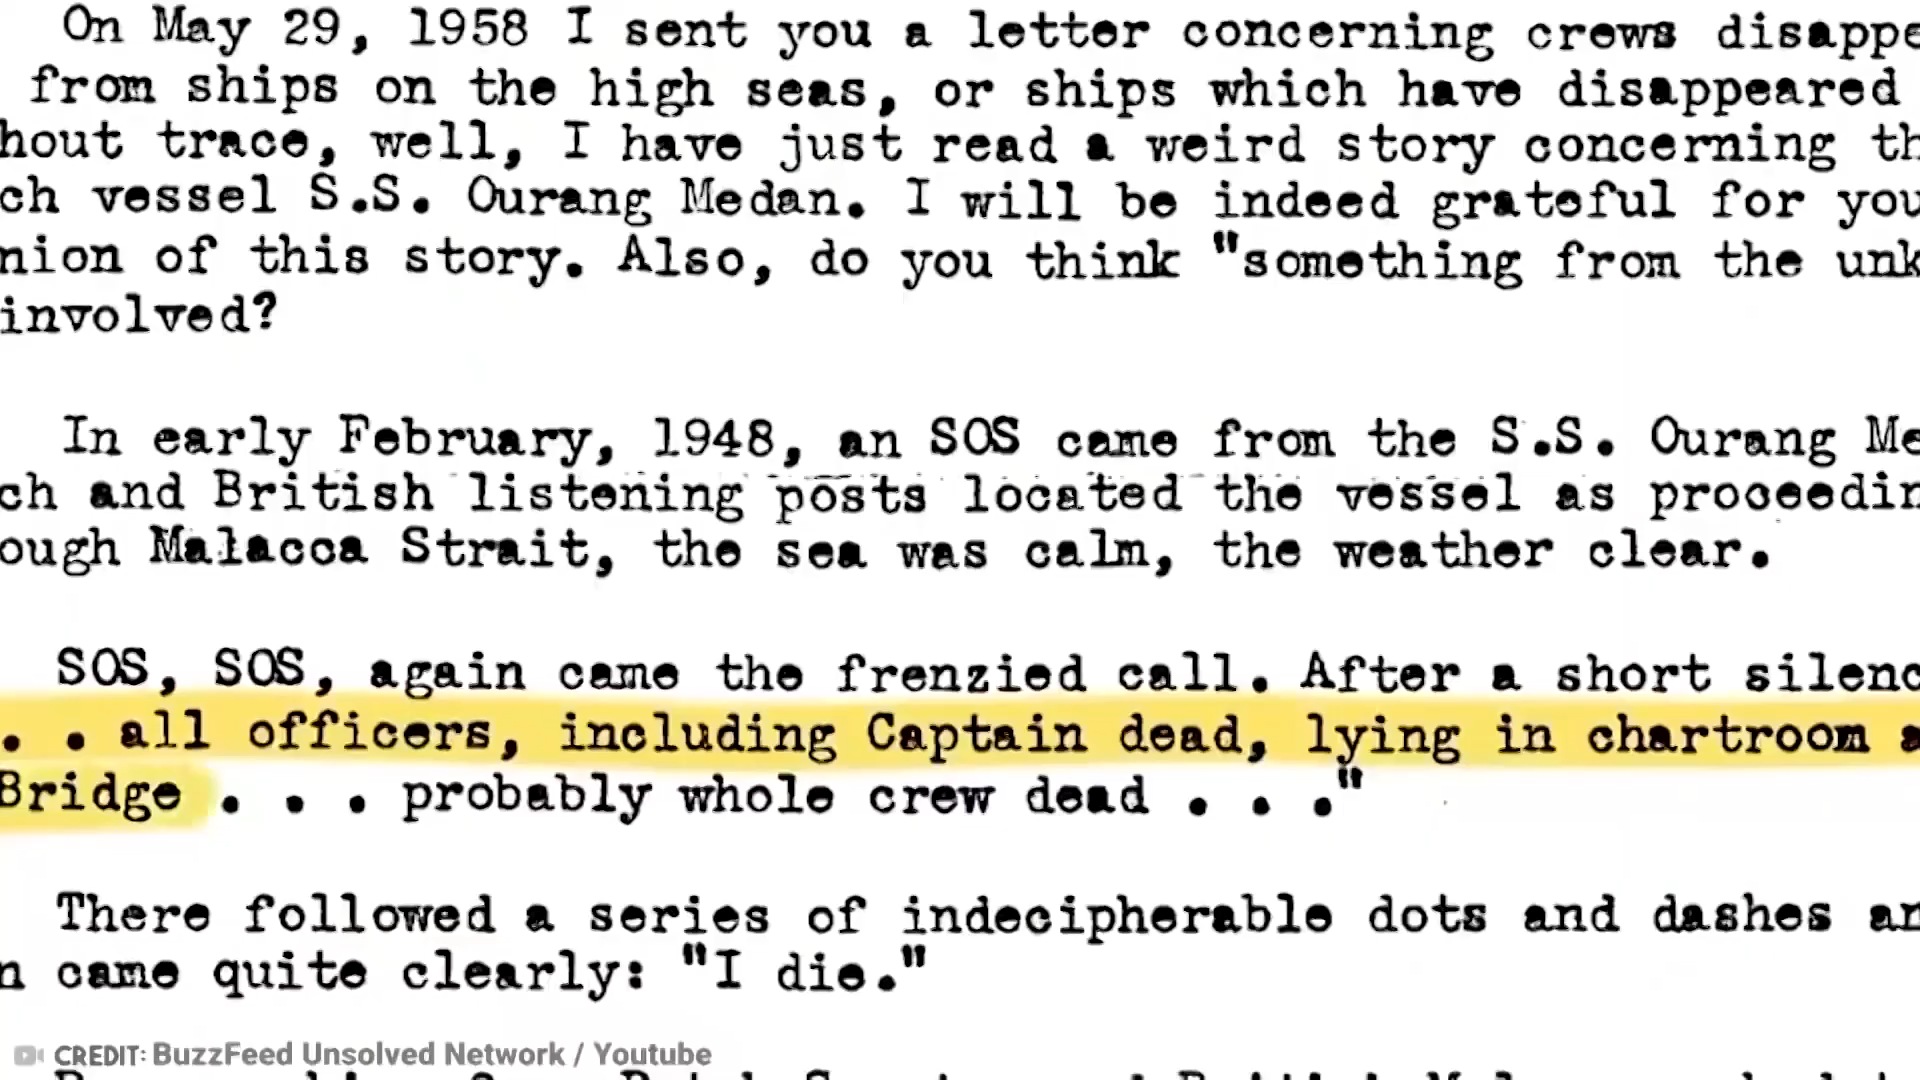 On May 29, 1958 I sent you a letter concerning crews disappe
from ships on the high seas, or ships which have disappeared
hout trace, well, I have just read a weird story concerning th
ch vessel S.S. Ourang Medan. I will be indeed grateful for you
nion of this story. Also, do you think "something from the unk
involved?
In early February, 1948, an SOS came from the S.S. Ourang Me
ch and British listening posts located the vessel as proceedin
ough Malacca Strait, the sea was calm, the weather clear.
SOS, SOS, again came the frenzied call. After a short silenc
. . all officers, including Captain dead, lying in chartroom a
Bridge . . . probably whole crew dead . . ."
There followed a series of indecipherable dots and dashes an
n came quite clearly: "I die."
CREDIT: BuzzFeed Unsolved Network / Youtube